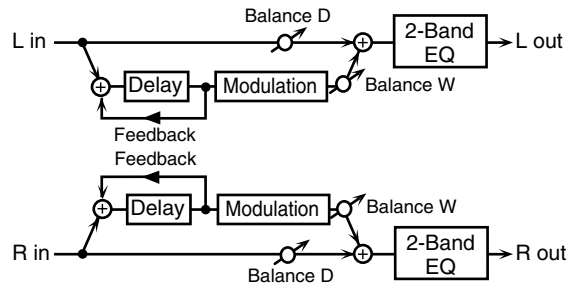 Balance D
L in
+
+
2-Band
EQ
L out
+
Delay
Modulation
Balance W
Feedback
Feedback
+
Delay
Modulation
Balance W
R in
+
2-Band
EQ
R out
Balance D